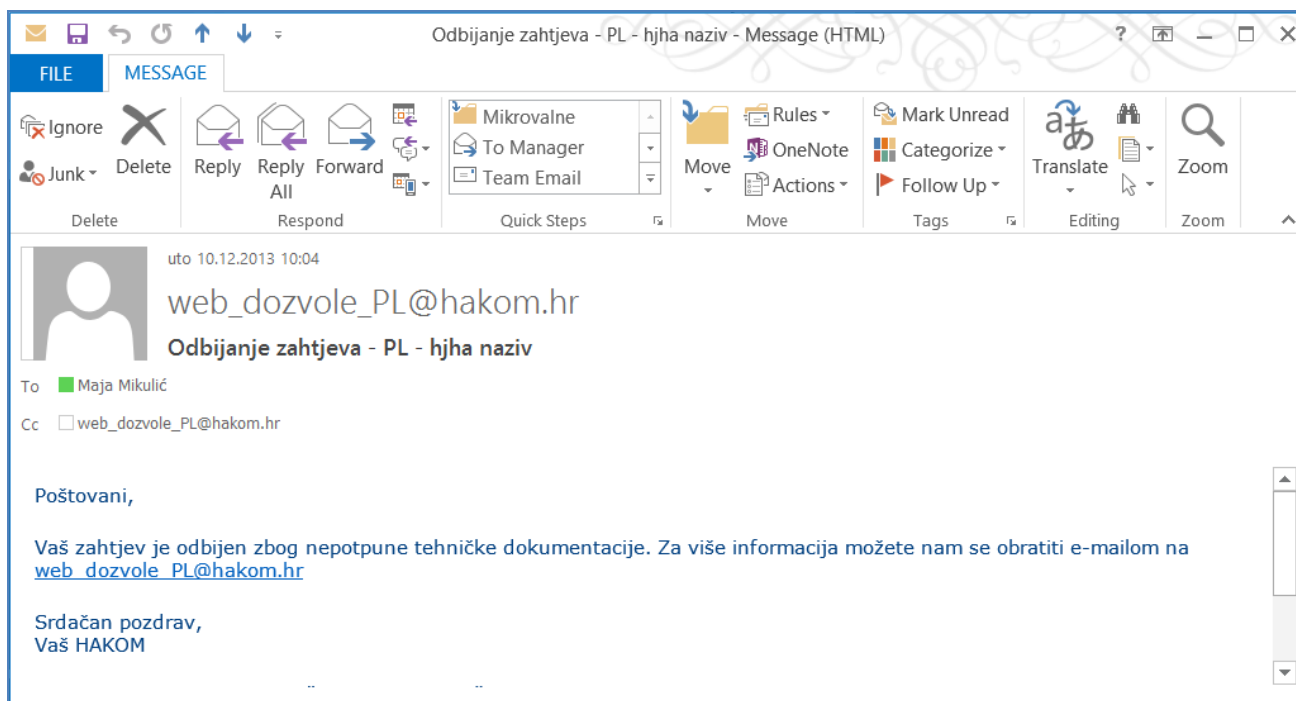 Odbijanje zahtjeva - PL - hjha naziv - Message (HTML)
?
FILE MESSAGE
Ignore
Junk
Delete
Reply
Reply All
Forward
Mikrovalne
To Manager
Team Email
Move
Rules
OneNote
Actions
Mark Unread
Categorize
Follow Up
Translate
Zoom
Delete Respond Quick Steps Move Tags Editing Zoom
uto 10.12.2013 10:04
web_dozvole_PL@hakom.hr
Odbijanje zahtjeva - PL - hjha naziv
To Maja Mikulić
Cc web_dozvole_PL@hakom.hr
Poštovani,
Vaš zahtjev je odbijen zbog nepotpune tehničke dokumentacije. Za više informacija možete nam se obratiti e-mailom na
web_dozvole_PL@hakom.hr
Srdačan pozdrav,
Vaš HAKOM